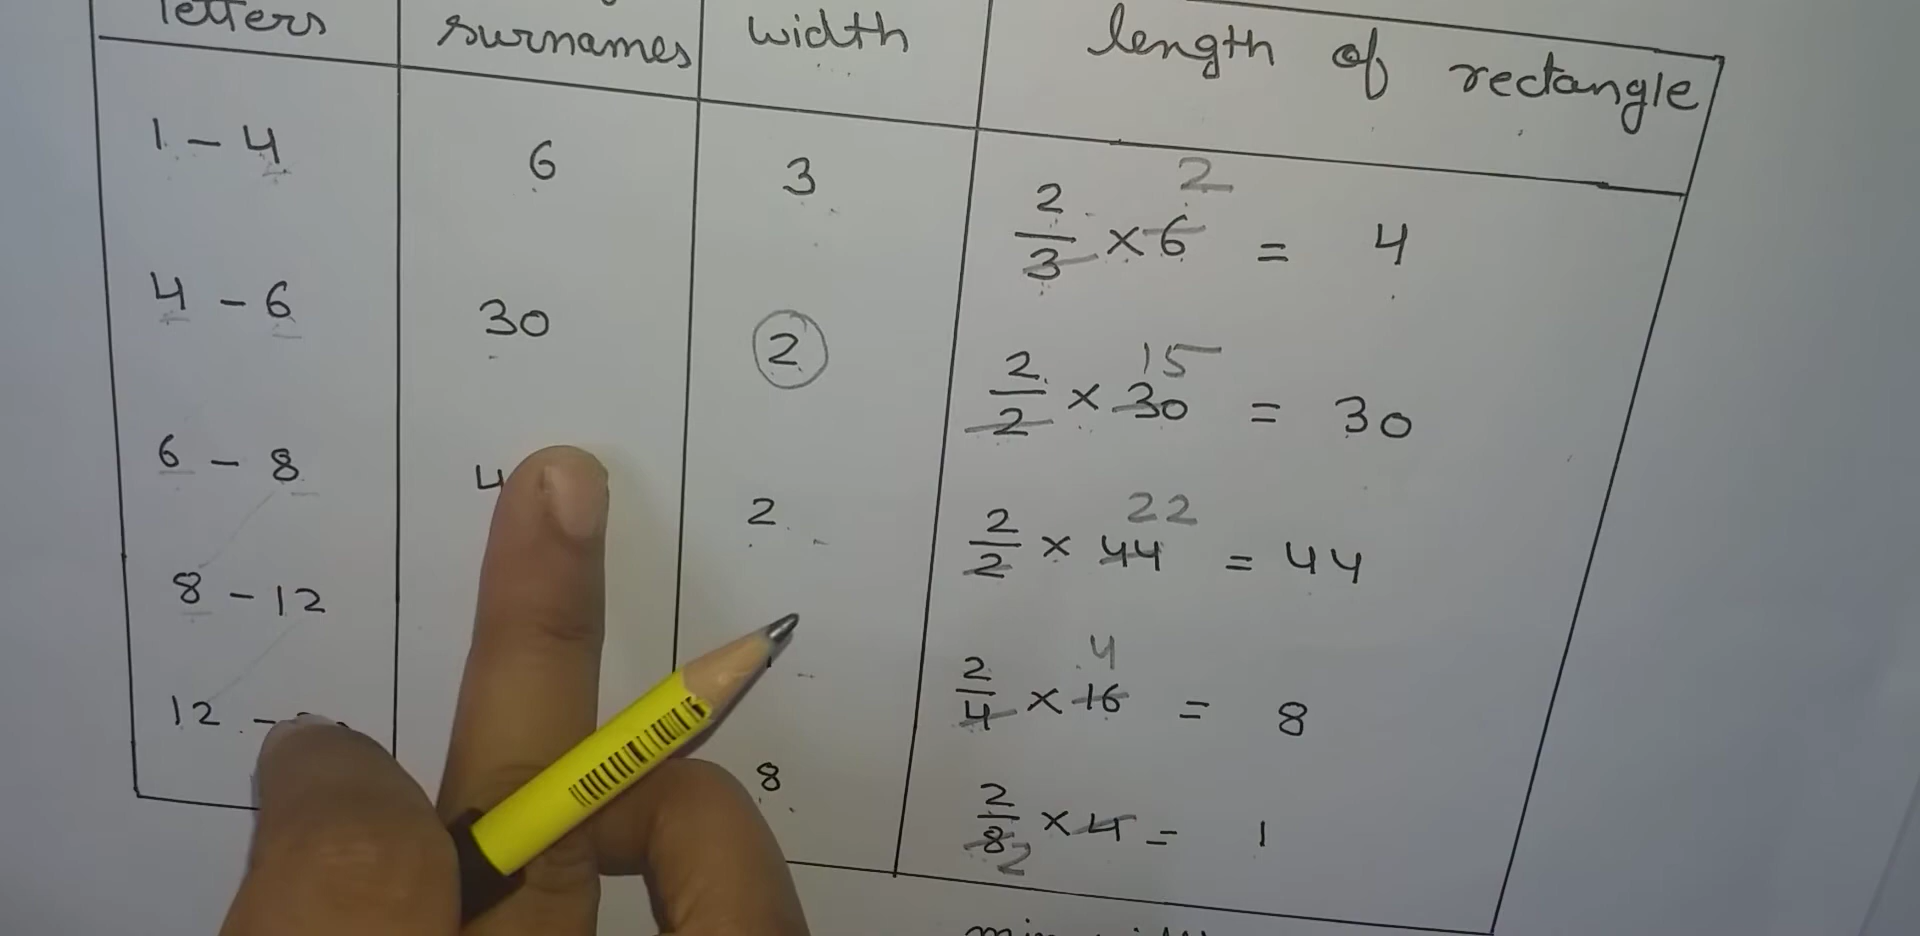 letters surnames width length of rectangle
1 - 4 6 3 2/3 × 6 2 = 4
4 - 6 30 2 2/2 × 30 15 = 30
6 - 8 4 2 2/2 × 44 22 = 44
8 - 12 2/4 × 16 4 = 8
12 - 8 2/8 2 × 4 = 1